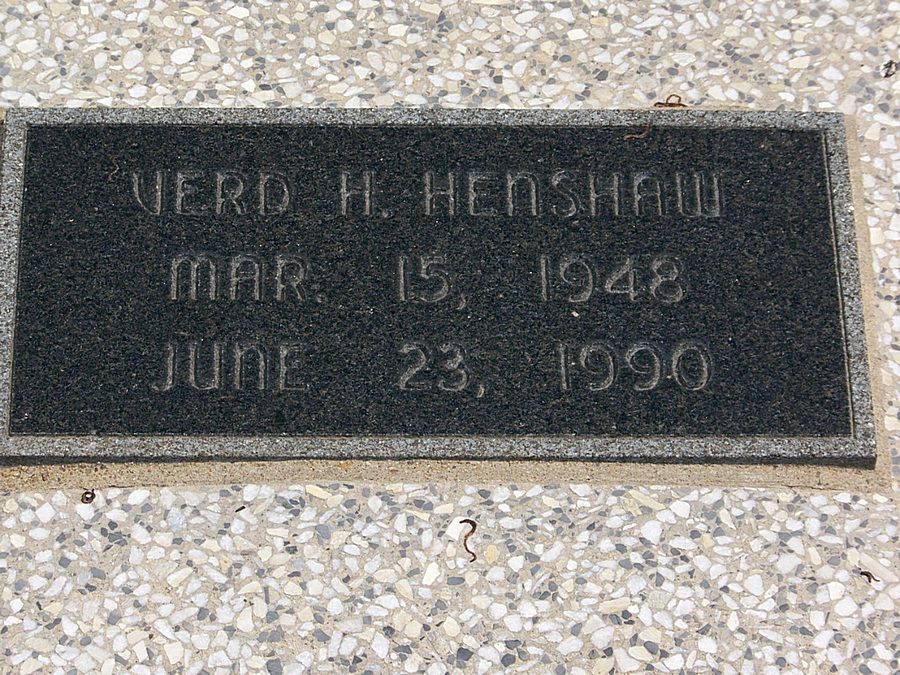 VERD H. HENSHAW
MAR. 15, 1948
JUNE 23, 1990